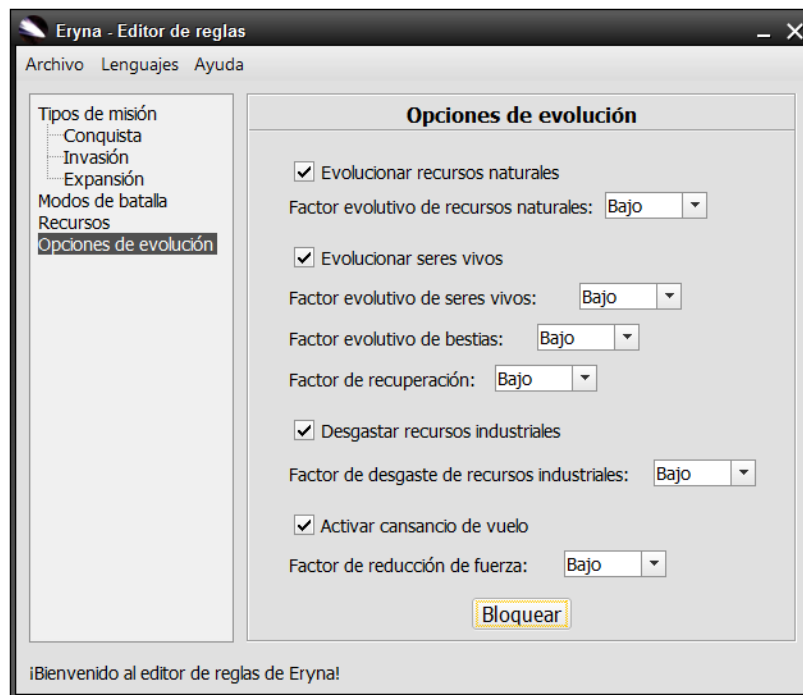 Eryna - Editor de reglas
Archivo Lenguajes Ayuda
Tipos de misión
Conquista
Invasión
Expansión
Modos de batalla
Recursos
Opciones de evolución
Opciones de evolución
Evolucionar recursos naturales
Factor evolutivo de recursos naturales: Bajo
Evolucionar seres vivos
Factor evolutivo de seres vivos: Bajo
Factor evolutivo de bestias: Bajo
Factor de recuperación: Bajo
Desgastar recursos industriales
Factor de desgaste de recursos industriales: Bajo
Activar cansancio de vuelo
Factor de reducción de fuerza: Bajo
Bloquear
¡Bienvenido al editor de reglas de Eryna!